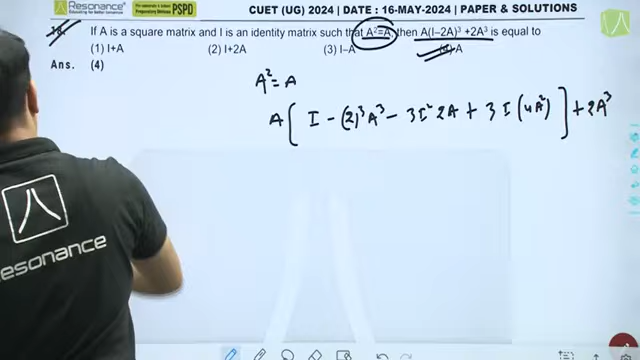 Resonance
Educating for better tomorrow
PSPD
CUET (UG) 2024 | DATE : 16-MAY-2024 | PAPER & SOLUTIONS
If A is a square matrix and I is an identity matrix such that A²=A, then A(I–2A)³ +2A³ is equal to
(1) I+A (2) I+2A (3) I–A (4) A
Ans. (4)
A² = A
A[ I - (2)³A³ - 3I² 2A + 3I(4A²) ] + 2A³
RESONANCE